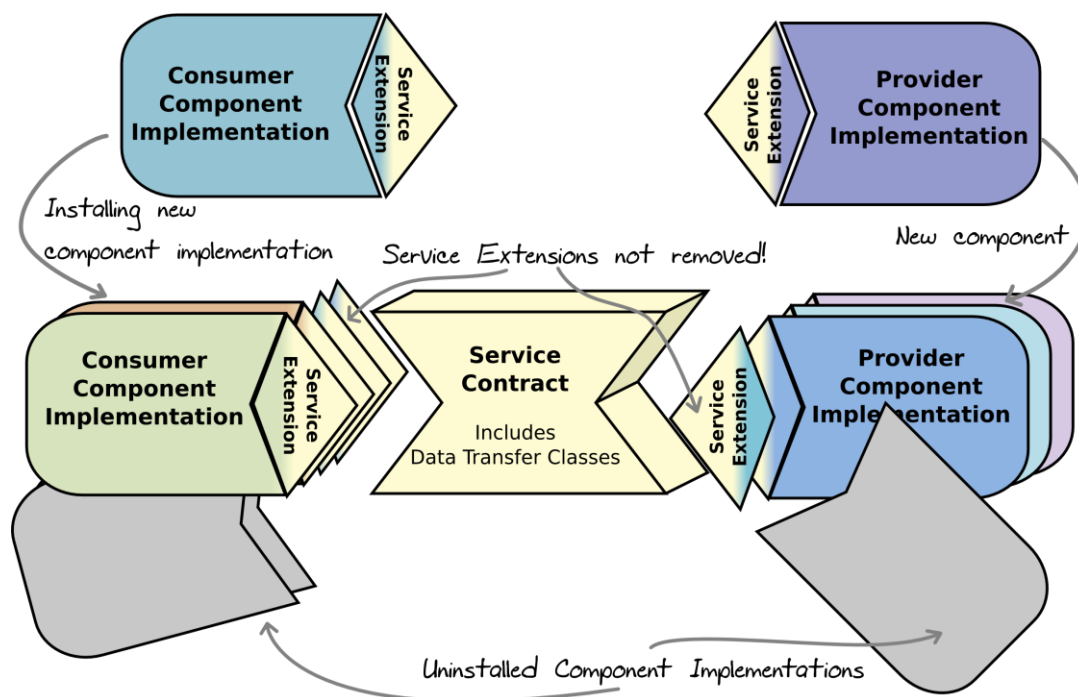 Consumer
Component
Implementation
Service
Extension
Service
Extension
Provider
Component
Implementation
Installing new
component implementation
Service Extensions not removed!
New component
Consumer
Component
Implementation
Service
Extension
Service
Contract
Includes
Data Transfer Classes
Service
Extension
Provider
Component
Implementation
Uninstalled Component Implementations